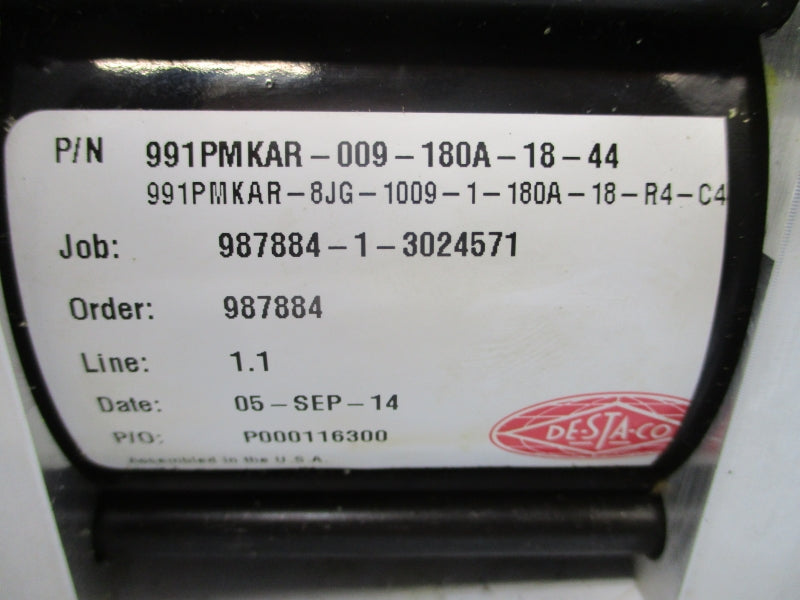 P/N 991PMKAR-009-180A-18-44
991PMKAR-8JG-1009-1-180A-18-R4-C4
Job: 987884-1-3024571
Order: 987884
Line: 1.1
Date: 05-SEP-14
P/O: P000116300
DE-STA-CO
Assembled in the U.S.A.